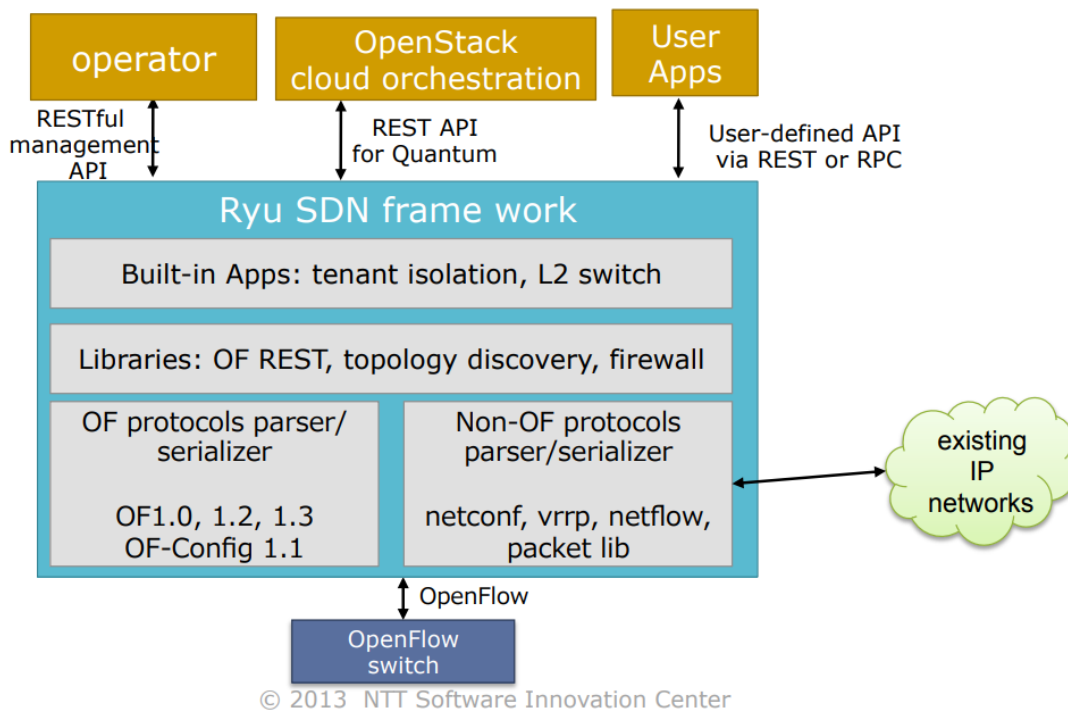 operator
OpenStack
cloud orchestration
User
Apps
RESTful
management
API
REST API
for Quantum
User-defined API
via REST or RPC
Ryu SDN frame work
Built-in Apps: tenant isolation, L2 switch
Libraries: OF REST, topology discovery, firewall
OF protocols parser/
serializer
OF1.0, 1.2, 1.3
OF-Config 1.1
Non-OF protocols
parser/serializer
netconf, vrrp, netflow,
packet lib
existing
IP
networks
OpenFlow
OpenFlow
switch
© 2013 NTT Software Innovation Center